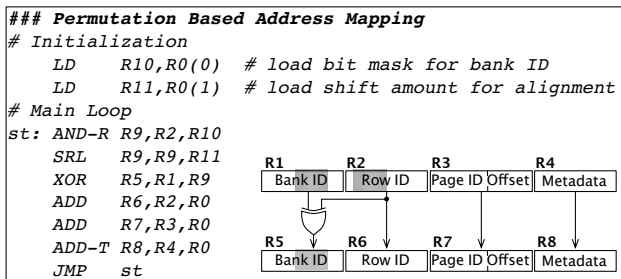 ### Permutation Based Address Mapping
# Initialization
LD R10,R0(0) # load bit mask for bank ID
LD R11,R0(1) # load shift amount for alignment
# Main Loop
st: AND-R R9,R2,R10
SRL R9,R9,R11
XOR R5,R1,R9
ADD R6,R2,R0
ADD R7,R3,R0
ADD-T R8,R4,R0
JMP st
R1 R2 R3 R4
Bank ID Row ID Page ID Offset Metadata
R5 R6 R7 R8
Bank ID Row ID Page ID Offset Metadata